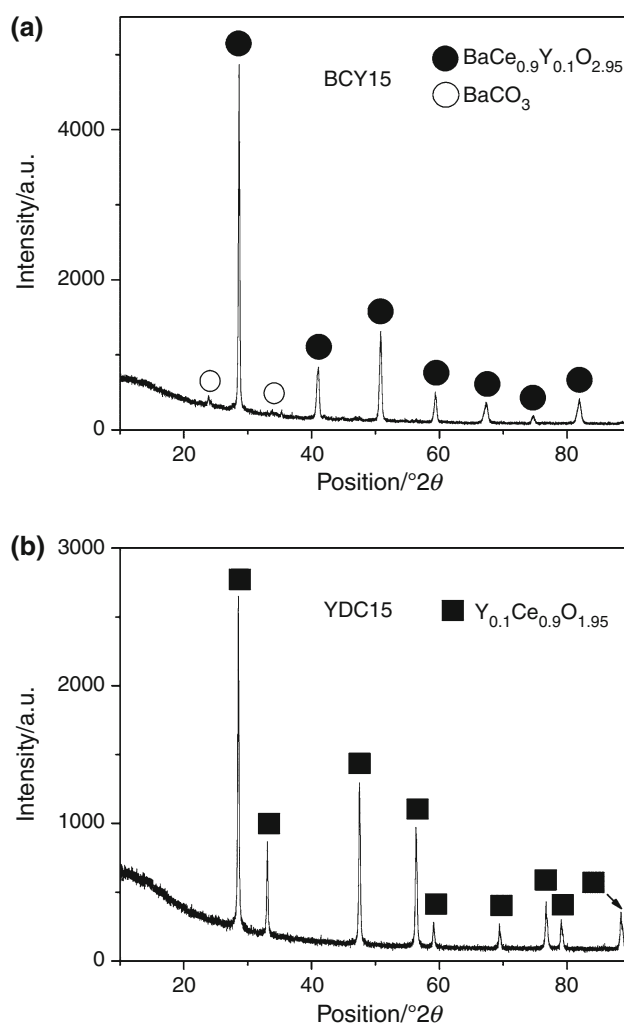 (a)
BCY15
BaCe0.9Y0.1O2.95
BaCO3
Intensity/a.u.
4000
2000
0
20
40
60
80
Position/°2θ
(b)
3000
YDC15
Y0.1Ce0.9O1.95
Intensity/a.u.
2000
1000
0
20
40
60
80
Position/°2θ